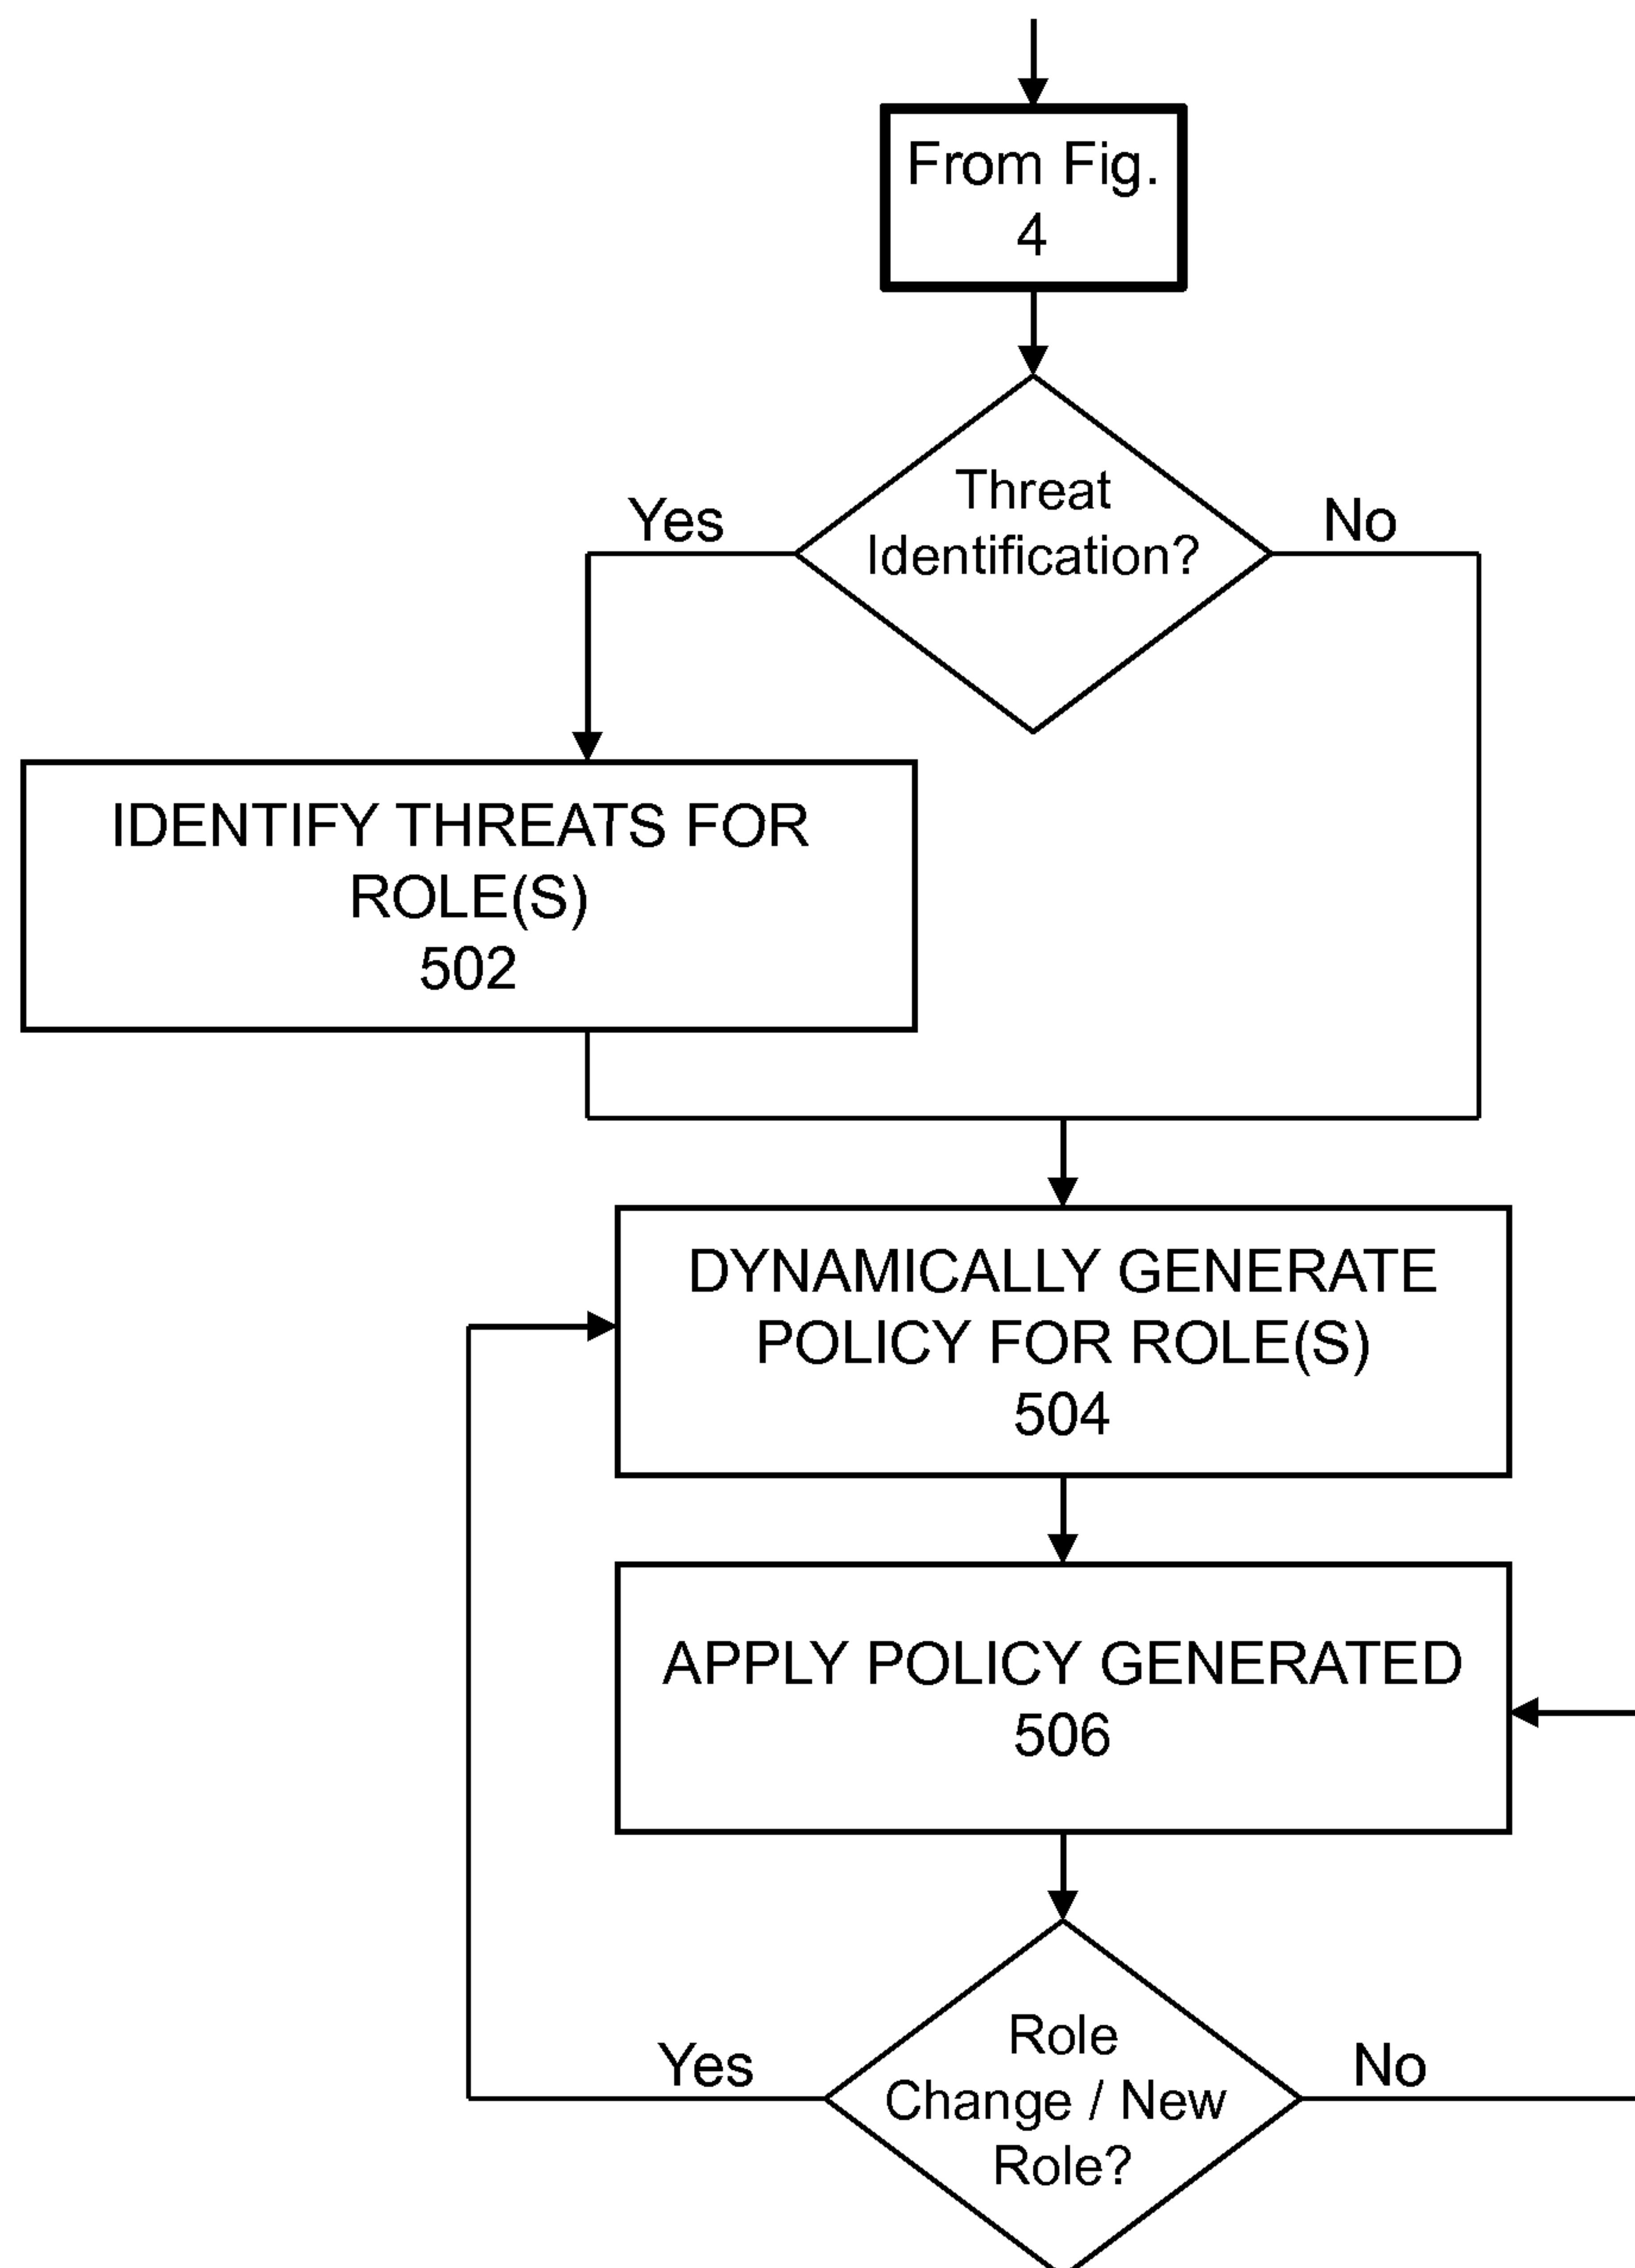 From Fig.
4
Threat
Identification?
Yes
No
IDENTIFY THREATS FOR
ROLE(S)
502
DYNAMICALLY GENERATE
POLICY FOR ROLE(S)
504
APPLY POLICY GENERATED
506
Role
Change / New
Role?
Yes
No